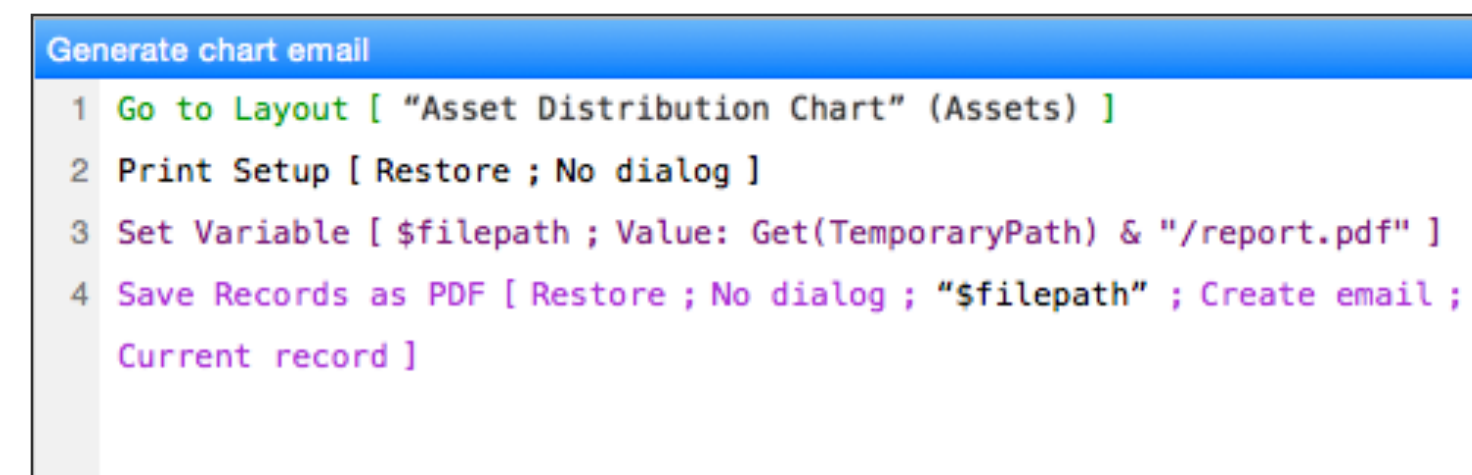 Generate chart email
1 Go to Layout [ “Asset Distribution Chart” (Assets) ]
2 Print Setup [ Restore ; No dialog ]
3 Set Variable [ $filepath ; Value: Get(TemporaryPath) & "/report.pdf" ]
4 Save Records as PDF [ Restore ; No dialog ; “$filepath” ; Create email ;
Current record ]